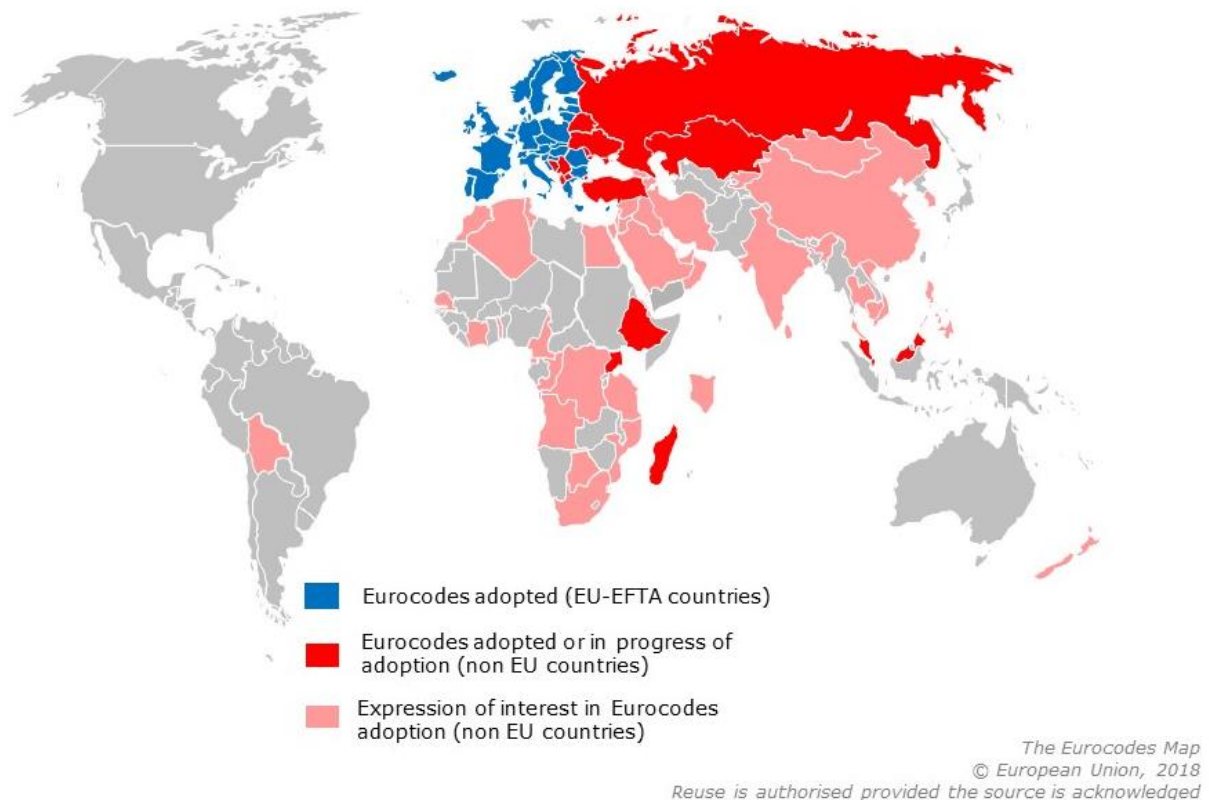 Eurocodes adopted (EU-EFTA countries)
Eurocodes adopted or in progress of
adoption (non EU countries)
Expression of interest in Eurocodes
adoption (non EU countries)
The Eurocodes Map
© European Union, 2018
Reuse is authorised provided the source is acknowledged